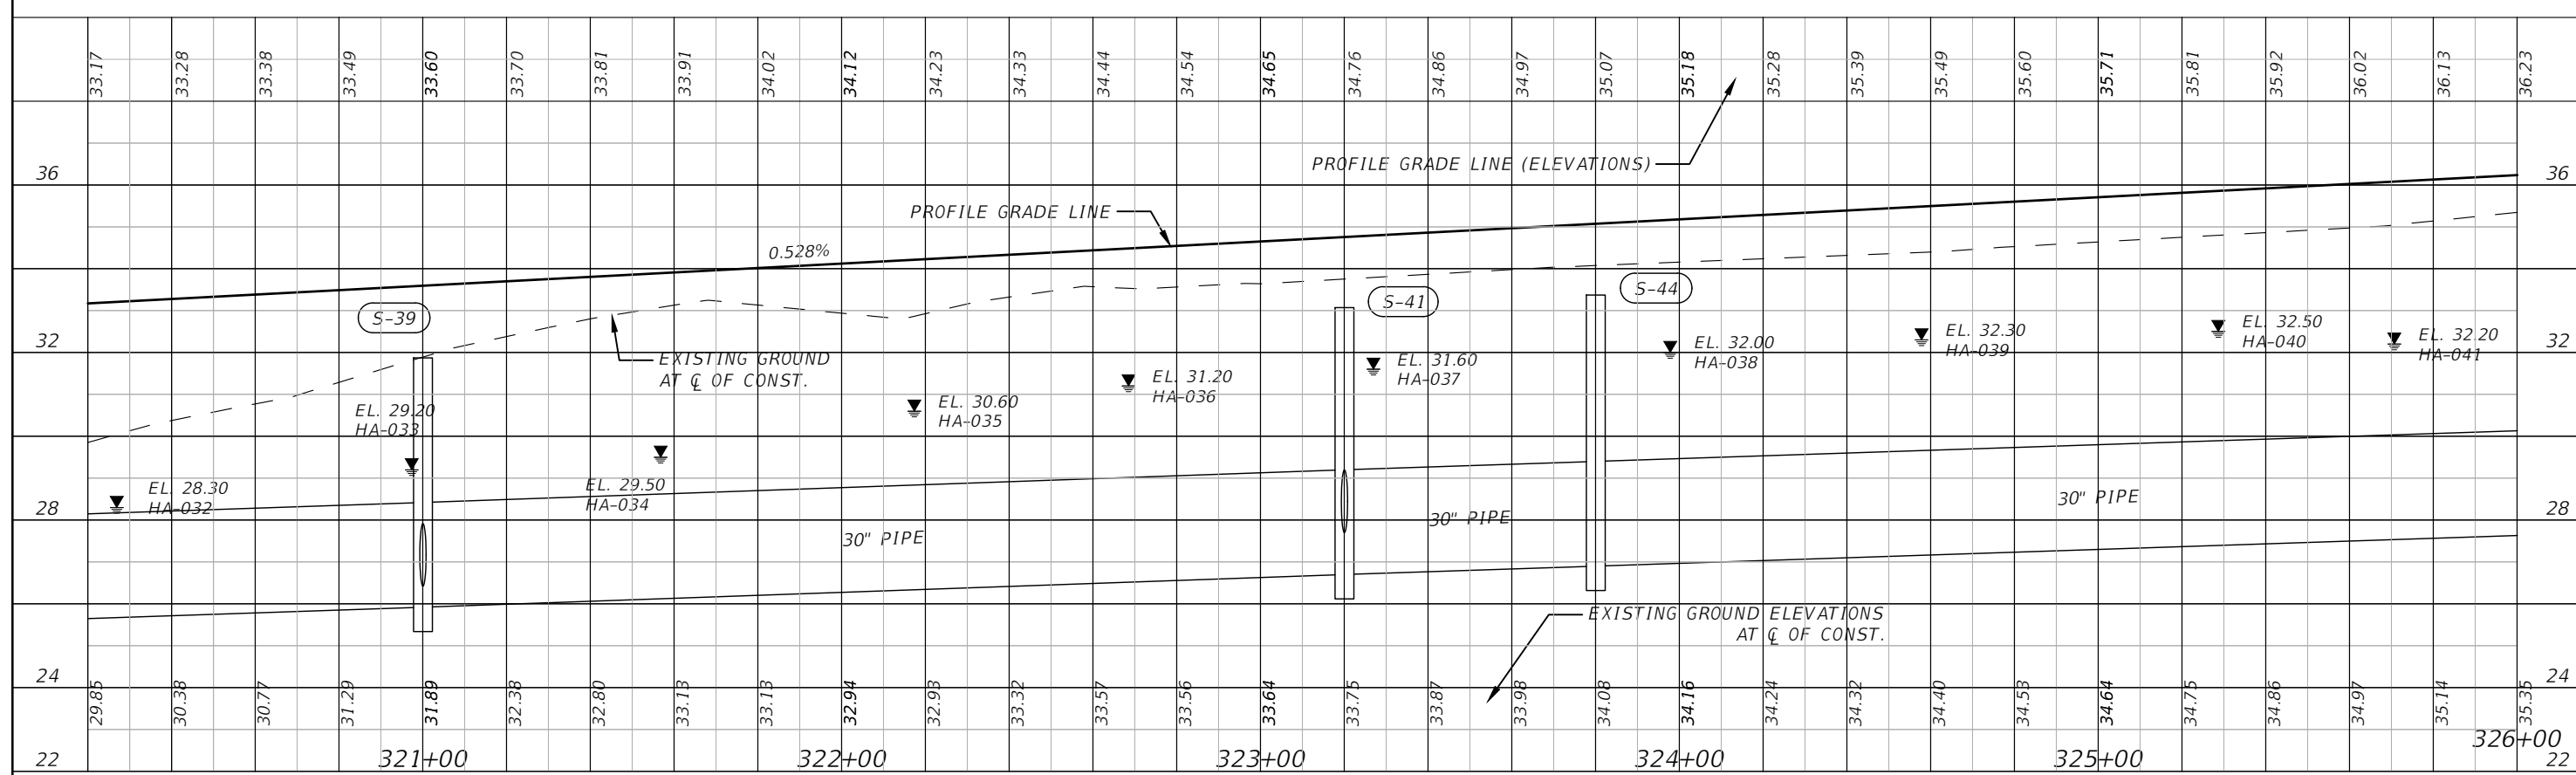 33.17 33.28 33.38 33.49 33.60 33.70 33.81 33.91 34.02 34.12 34.23 34.33 34.44 34.54 34.65 34.76 34.86 34.97 35.07 35.18 35.28 35.39 35.49 35.60 35.71 35.81 35.92 36.02 36.13 36.23
PROFILE GRADE LINE (ELEVATIONS)
36 36
PROFILE GRADE LINE
0.528%
S-39
S-41
S-44
32 32
EXISTING GROUND
AT ℄ OF CONST.
EL. 28.30
HA-032
EL. 29.20
HA-033
EL. 29.50
HA-034
EL. 30.60
HA-035
EL. 31.20
HA-036
EL. 31.60
HA-037
EL. 32.00
HA-038
EL. 32.30
HA-039
EL. 32.50
HA-040
EL. 32.20
HA-041
28 28
30" PIPE
30" PIPE
30" PIPE
EXISTING GROUND ELEVATIONS
AT ℄ OF CONST.
24 24
29.85 30.38 30.77 31.29 31.89 32.38 32.80 33.13 33.13 32.94 32.93 33.32 33.57 33.56 33.64 33.75 33.87 33.98 34.08 34.16 34.24 34.32 34.40 34.53 34.64 34.75 34.86 34.97 35.14 35.35
22 321+00 322+00 323+00 324+00 325+00 326+00 22